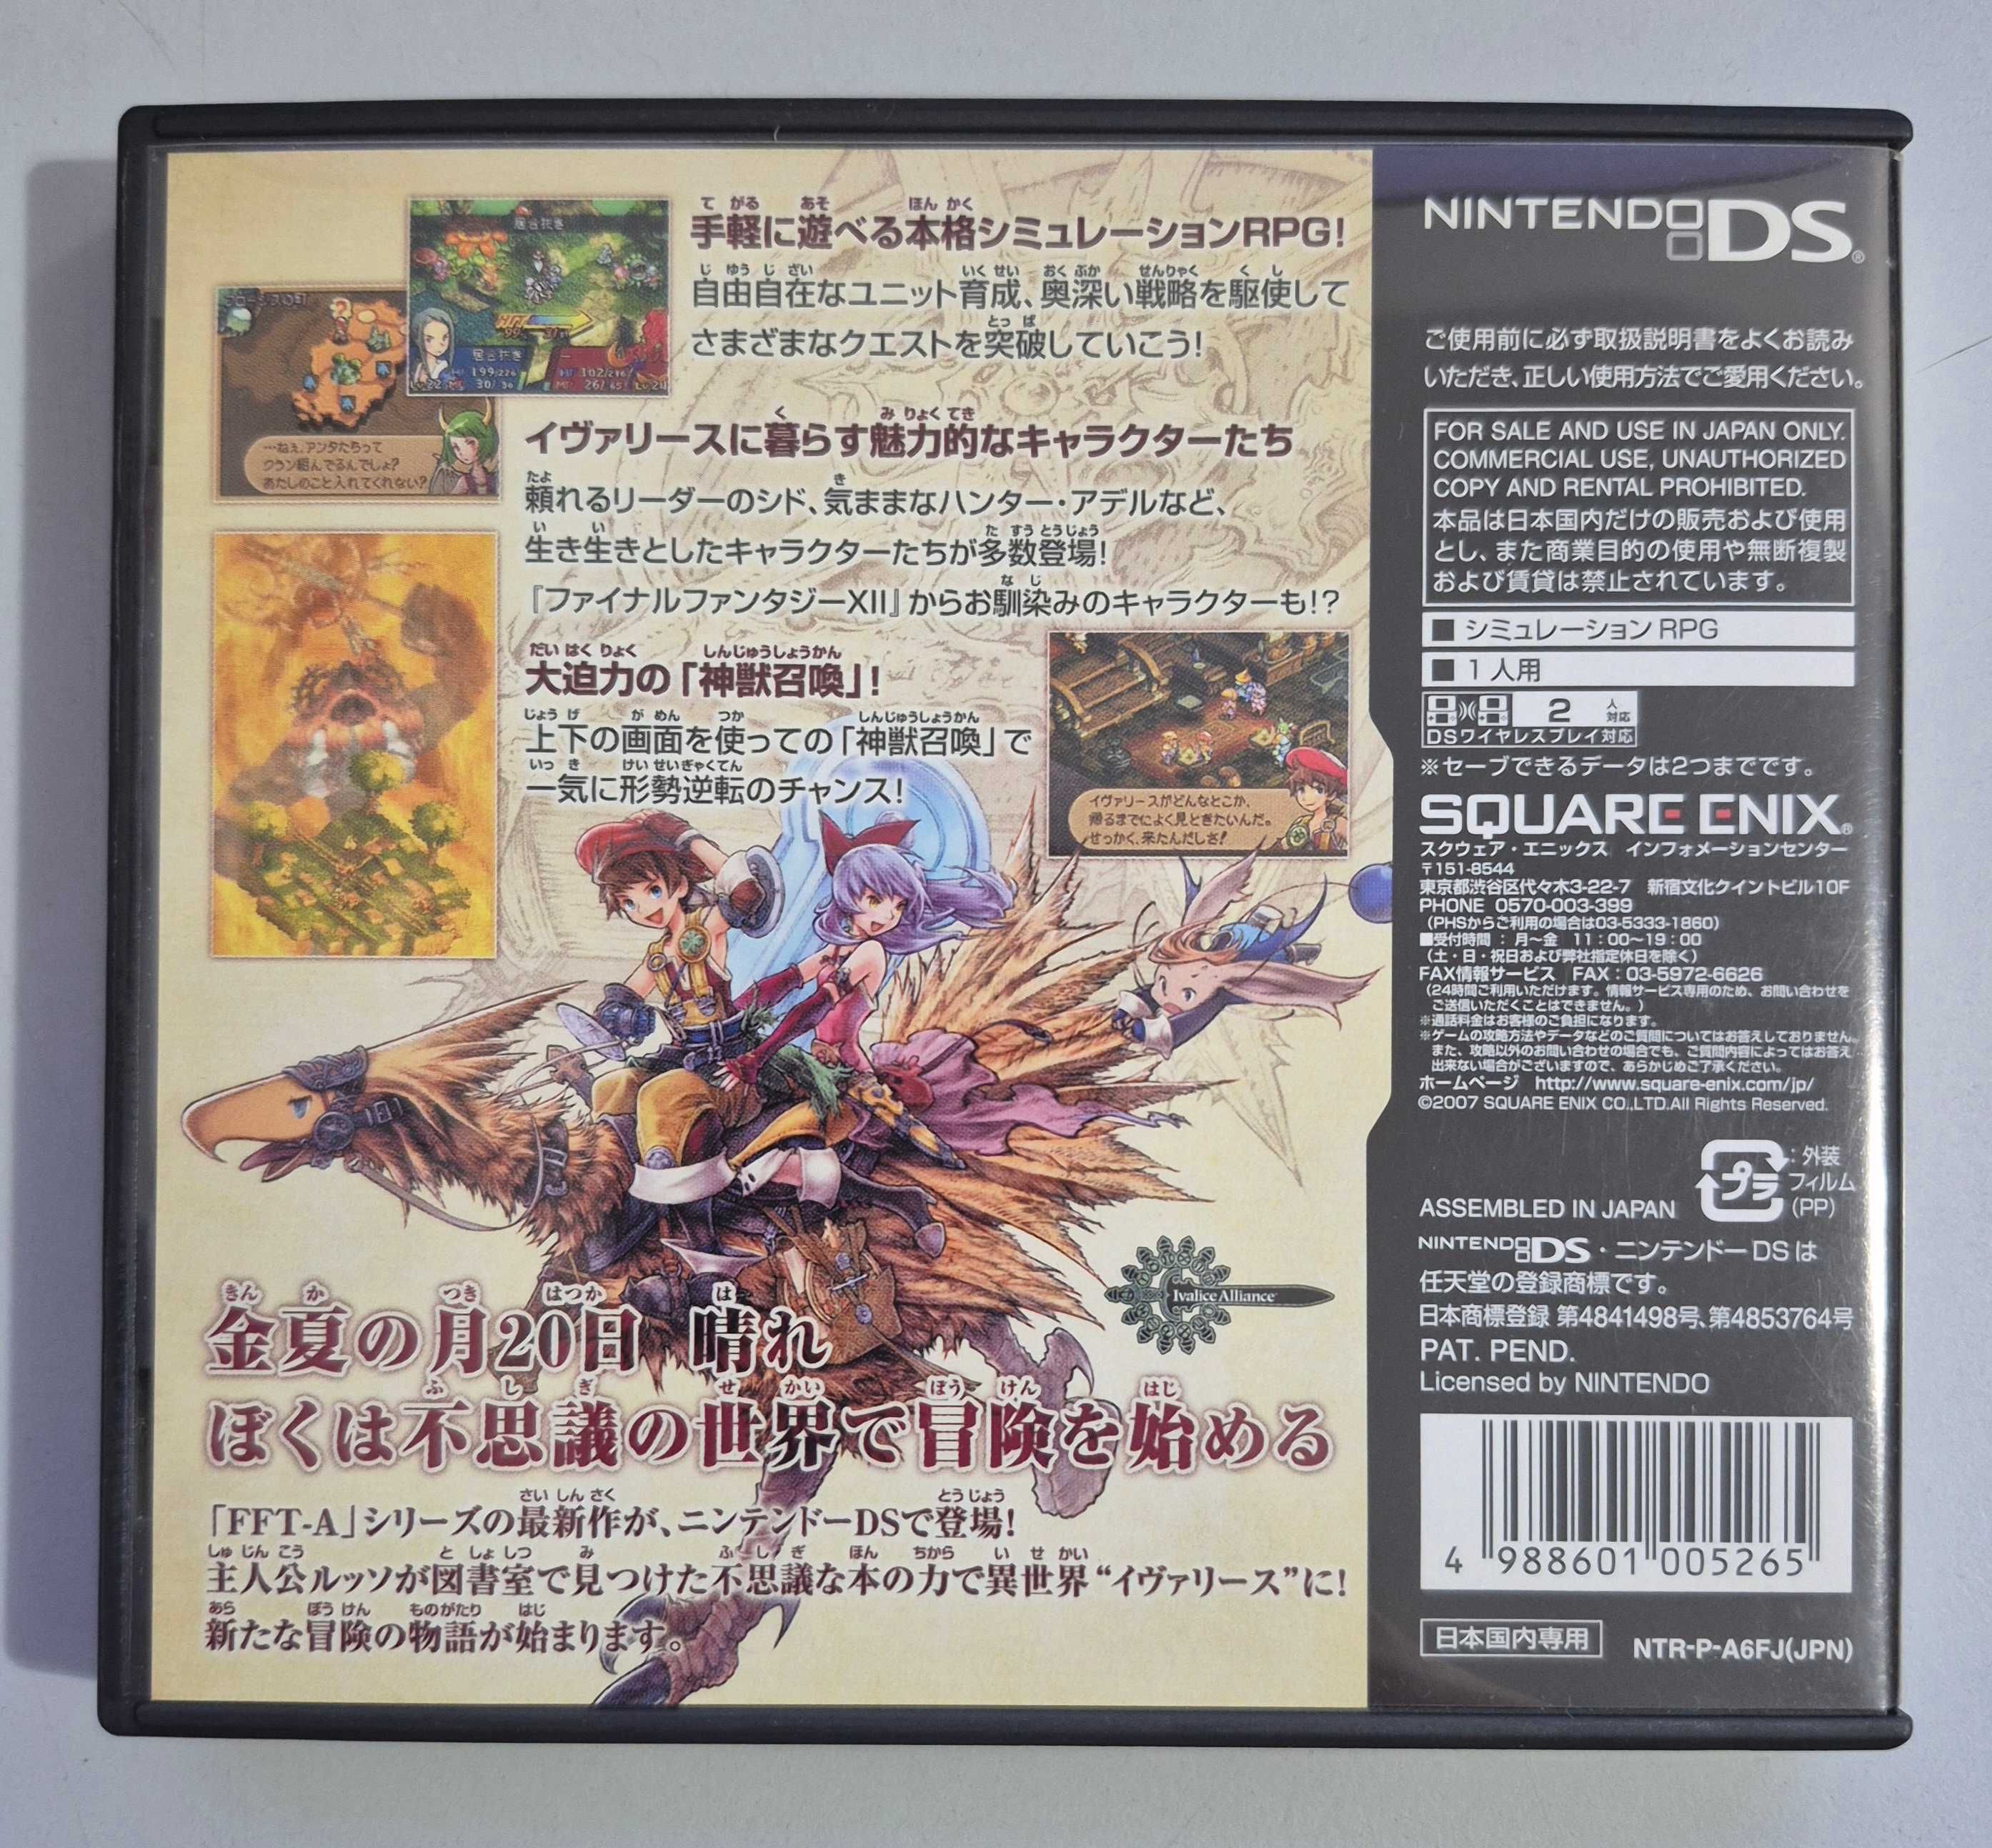 手軽に遊べる本格シミュレーションRPG!
自由自在なユニット育成、奥深い戦略を駆使して
さまざまなクエストを突破していこう!
居合抜き
居合抜き
199/226
30/36
…ねぇ、アンタたちって
クラン組んでるんでしょ?
あたしのこと入れてくれない?
イヴァリースに暮らす魅力的なキャラクターたち
頼れるリーダーのシド、気ままなハンター・アデルなど、
生き生きとしたキャラクターたちが多数登場!
『ファイナルファンタジーXII』からお馴染みのキャラクターも!?
大迫力の「神獣召喚」!
上下の画面を使っての「神獣召喚」で
一気に形勢逆転のチャンス!
イヴァリースがどんなとこか、
帰るまでによく見ときたいんだ。
せっかく、来たんだしさ!
Ivalice Alliance
金夏の月20日 晴れ
ぼくは不思議の世界で冒険を始める
「FFT-A」シリーズの最新作が、ニンテンドーDSで登場!
主人公ルッソが図書室で見つけた不思議な本の力で異世界“イヴァリース”に!
新たな冒険の物語が始まります。
NINTENDO DS®
ご使用前に必ず取扱説明書をよくお読み
いただき、正しい使用方法でご愛用ください。
FOR SALE AND USE IN JAPAN ONLY.
COMMERCIAL USE, UNAUTHORIZED
COPY AND RENTAL PROHIBITED.
本品は日本国内だけの販売および使用
とし、また商業目的の使用や無断複製
および賃貸は禁止されています。
■ シミュレーションRPG
■ 1人用
2 人対応
DSワイヤレスプレイ対応
※セーブできるデータは2つまでです。
SQUARE ENIX®
スクウェア・エニックス インフォメーションセンター
〒151-8544
東京都渋谷区代々木3-22-7 新宿文化クイントビル10F
PHONE 0570-003-399
(PHSからご利用の場合は03-5333-1860)
■受付時間：月〜金 11：00〜19：00
(土・日・祝日および弊社指定休日を除く)
FAX情報サービス FAX：03-5972-6626
(24時間ご利用いただけます。情報サービス専用のため、お問い合わせを
ご送信いただくことはできません。)
※通話料金はお客様のご負担になります。
※ゲームの攻略方法やデータなどのご質問についてはお答えしておりません。
また、攻略以外のお問い合わせの場合でも、ご質問内容によってはお答え
出来ない場合がございますので、あらかじめご了承ください。
ホームページ http://www.square-enix.com/jp/
©2007 SQUARE ENIX CO.,LTD.All Rights Reserved.
プラ
：外装
フィルム
(PP)
ASSEMBLED IN JAPAN
NINTENDO DS・ニンテンドーDSは
任天堂の登録商標です。
日本商標登録 第4841498号、第4853764号
PAT. PEND.
Licensed by NINTENDO
4 988601 005265
日本国内専用
NTR-P-A6FJ(JPN)